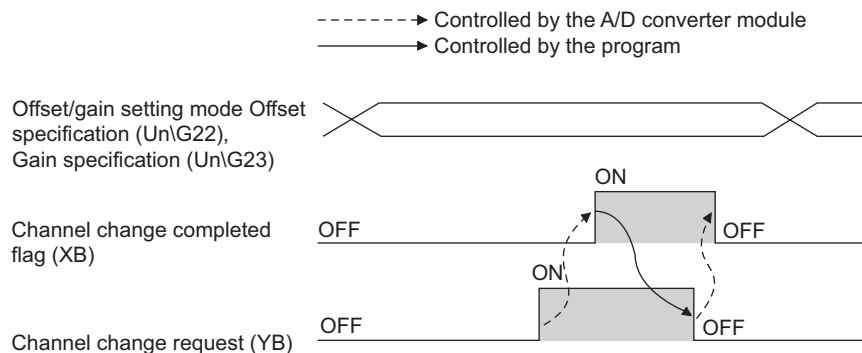 Controlled by the A/D converter module
Controlled by the program
Offset/gain setting mode Offset
specification (Un\G22),
Gain specification (Un\G23)
ON
Channel change completed
flag (XB)
OFF
OFF
ON
Channel change request (YB)
OFF
OFF